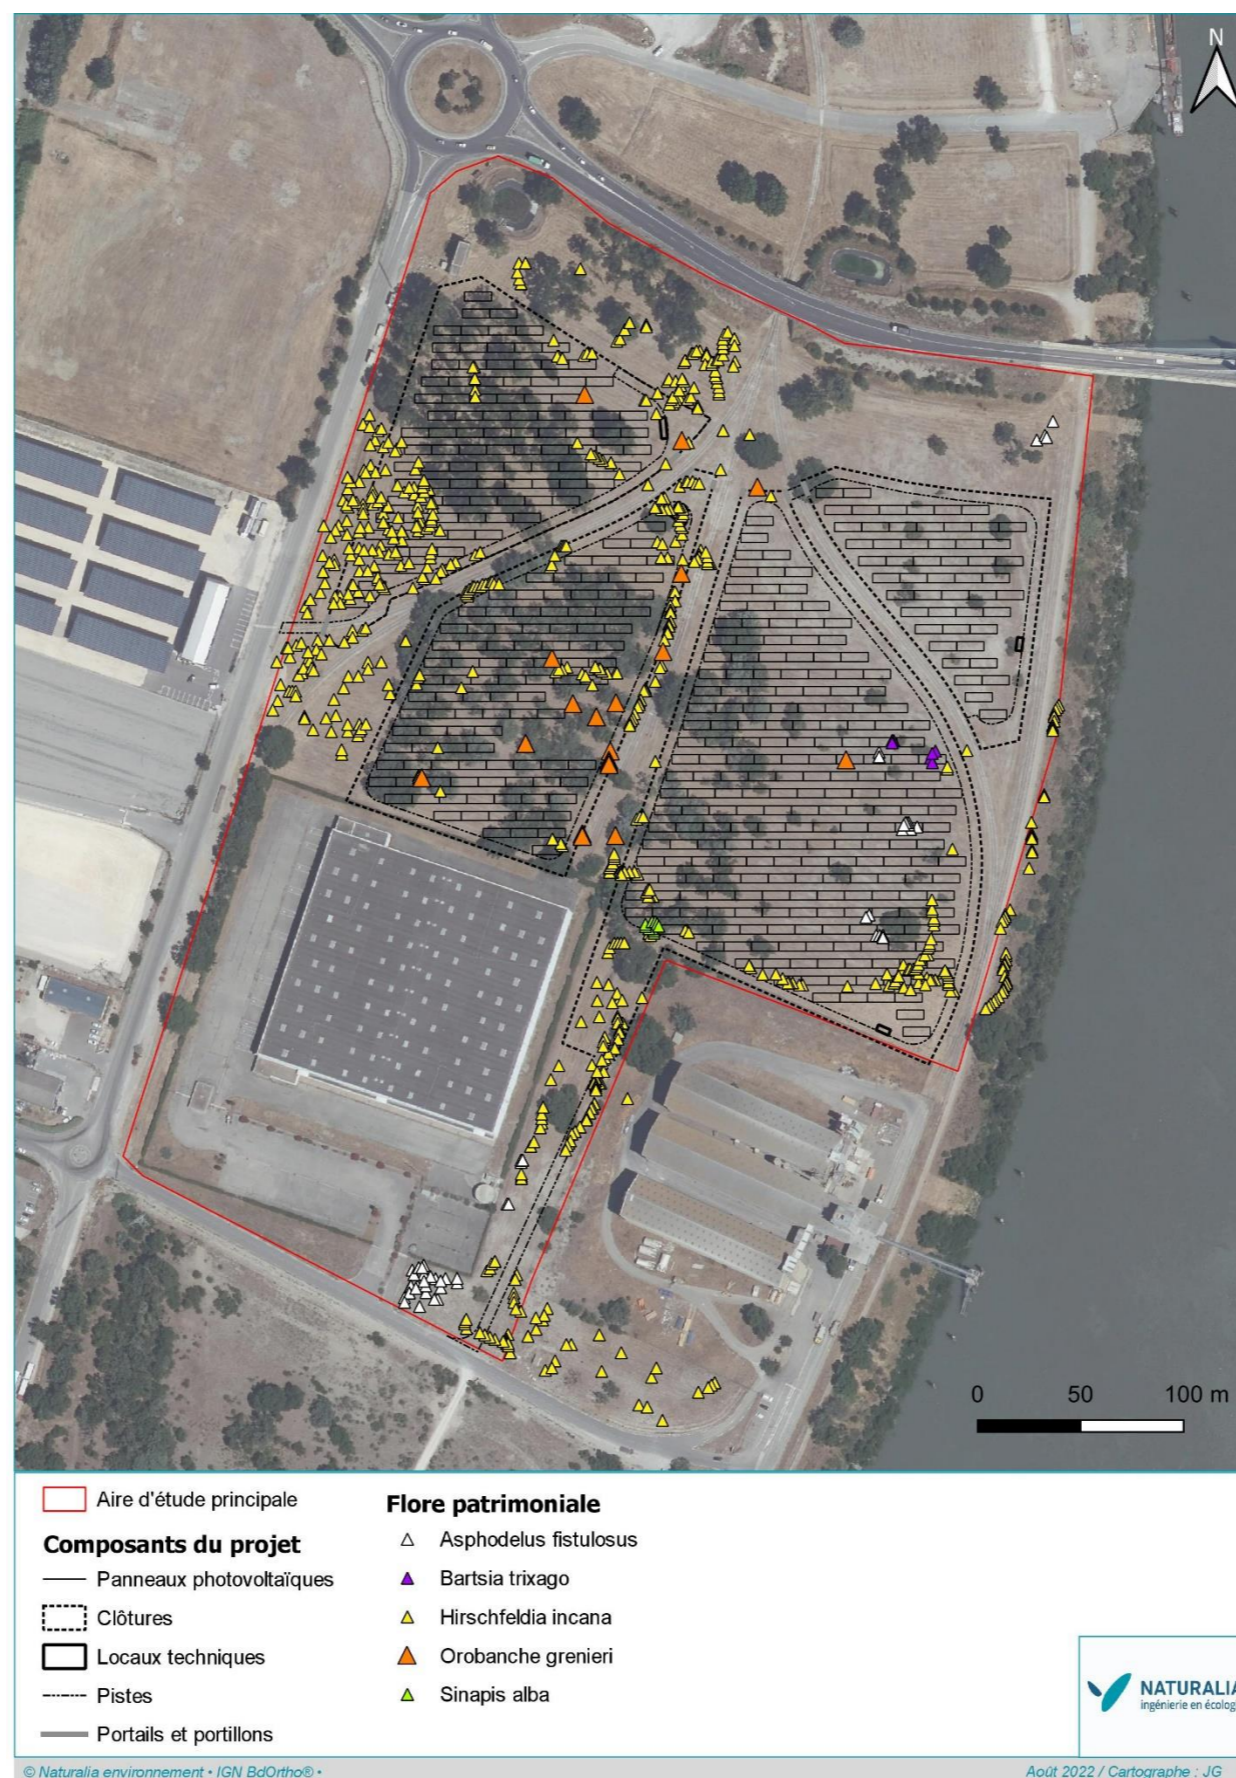 N
0 50 100 m
Aire d'étude principale
Composants du projet
Panneaux photovoltaïques
Clôtures
Locaux techniques
Pistes
Portails et portillons
Flore patrimoniale
Asphodelus fistulosus
Bartsia trixago
Hirschfeldia incana
Orobanche grenieri
Sinapis alba
NATURALIA
ingénierie en écolog
© Naturalia environnement • IGN BdOrtho® •
Août 2022 / Cartographe : JG